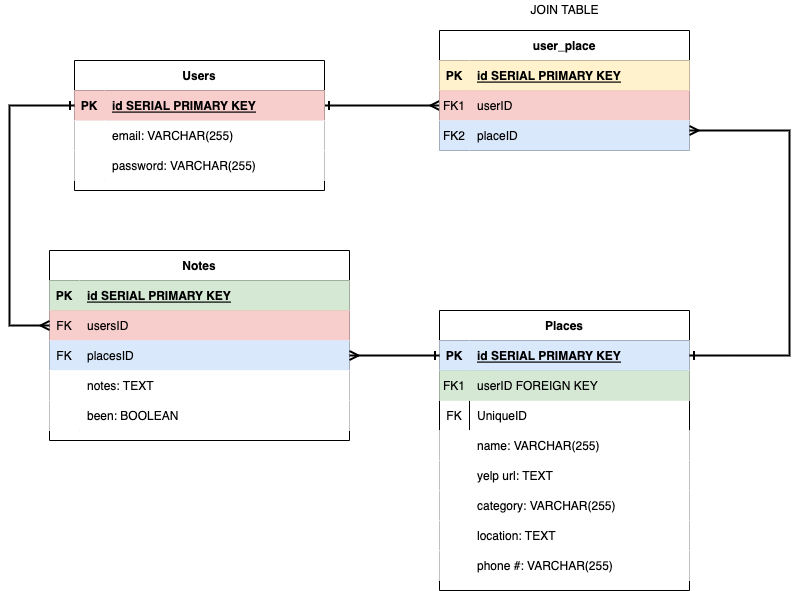 JOIN TABLE
user_place
PK id SERIAL PRIMARY KEY
FK1 userID
FK2 placeID
Users
PK id SERIAL PRIMARY KEY
email: VARCHAR(255)
password: VARCHAR(255)
Notes
PK id SERIAL PRIMARY KEY
FK usersID
FK placesID
notes: TEXT
been: BOOLEAN
Places
PK id SERIAL PRIMARY KEY
FK1 userID FOREIGN KEY
FK UniqueID
name: VARCHAR(255)
yelp url: TEXT
category: VARCHAR(255)
location: TEXT
phone #: VARCHAR(255)